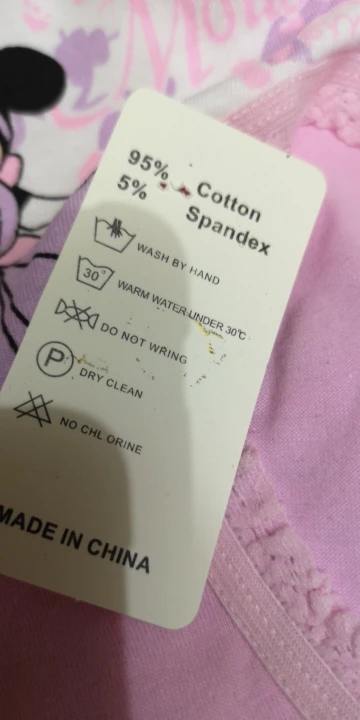 Mou
95% Cotton
5% Spandex
WASH BY HAND
30° WARM WATER UNDER 30℃
DO NOT WRING
P DRY CLEAN
NO CHL ORINE
MADE IN CHINA